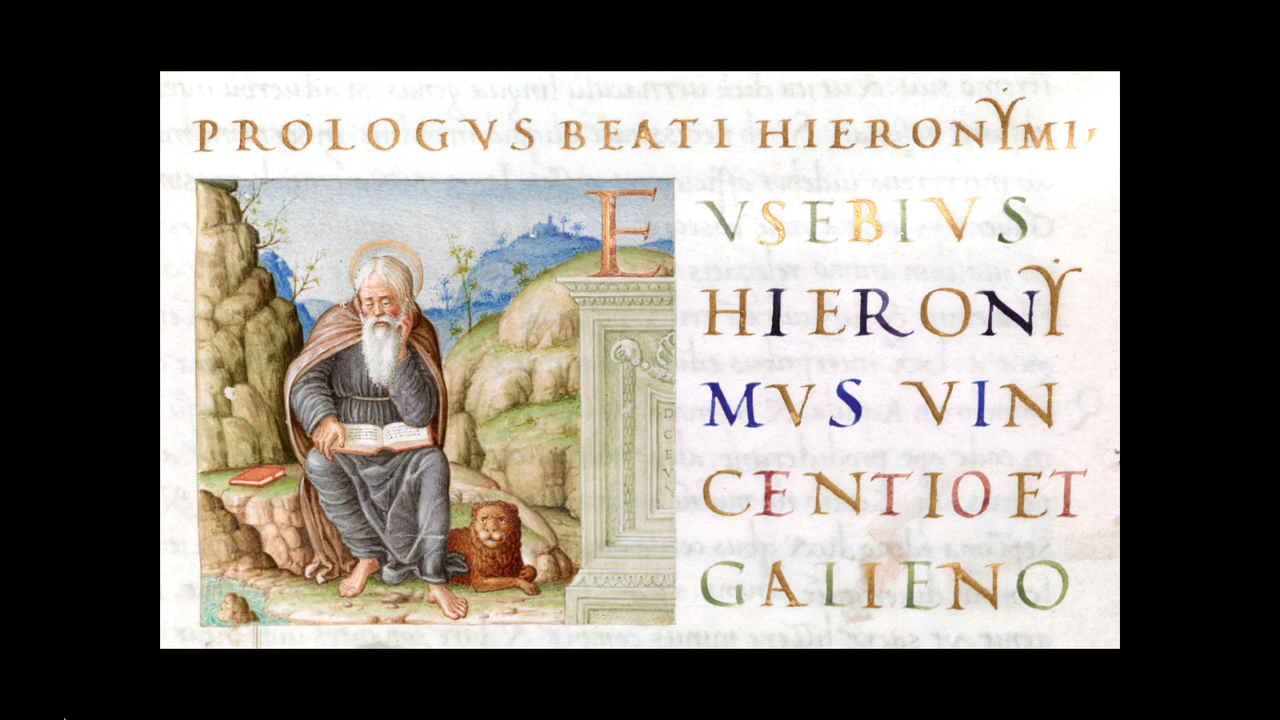 PROLOGVS BEATI HIERONYMI
EVSEBIVS
HIERONY
MVS VIN
CENTIO ET
GALIENO